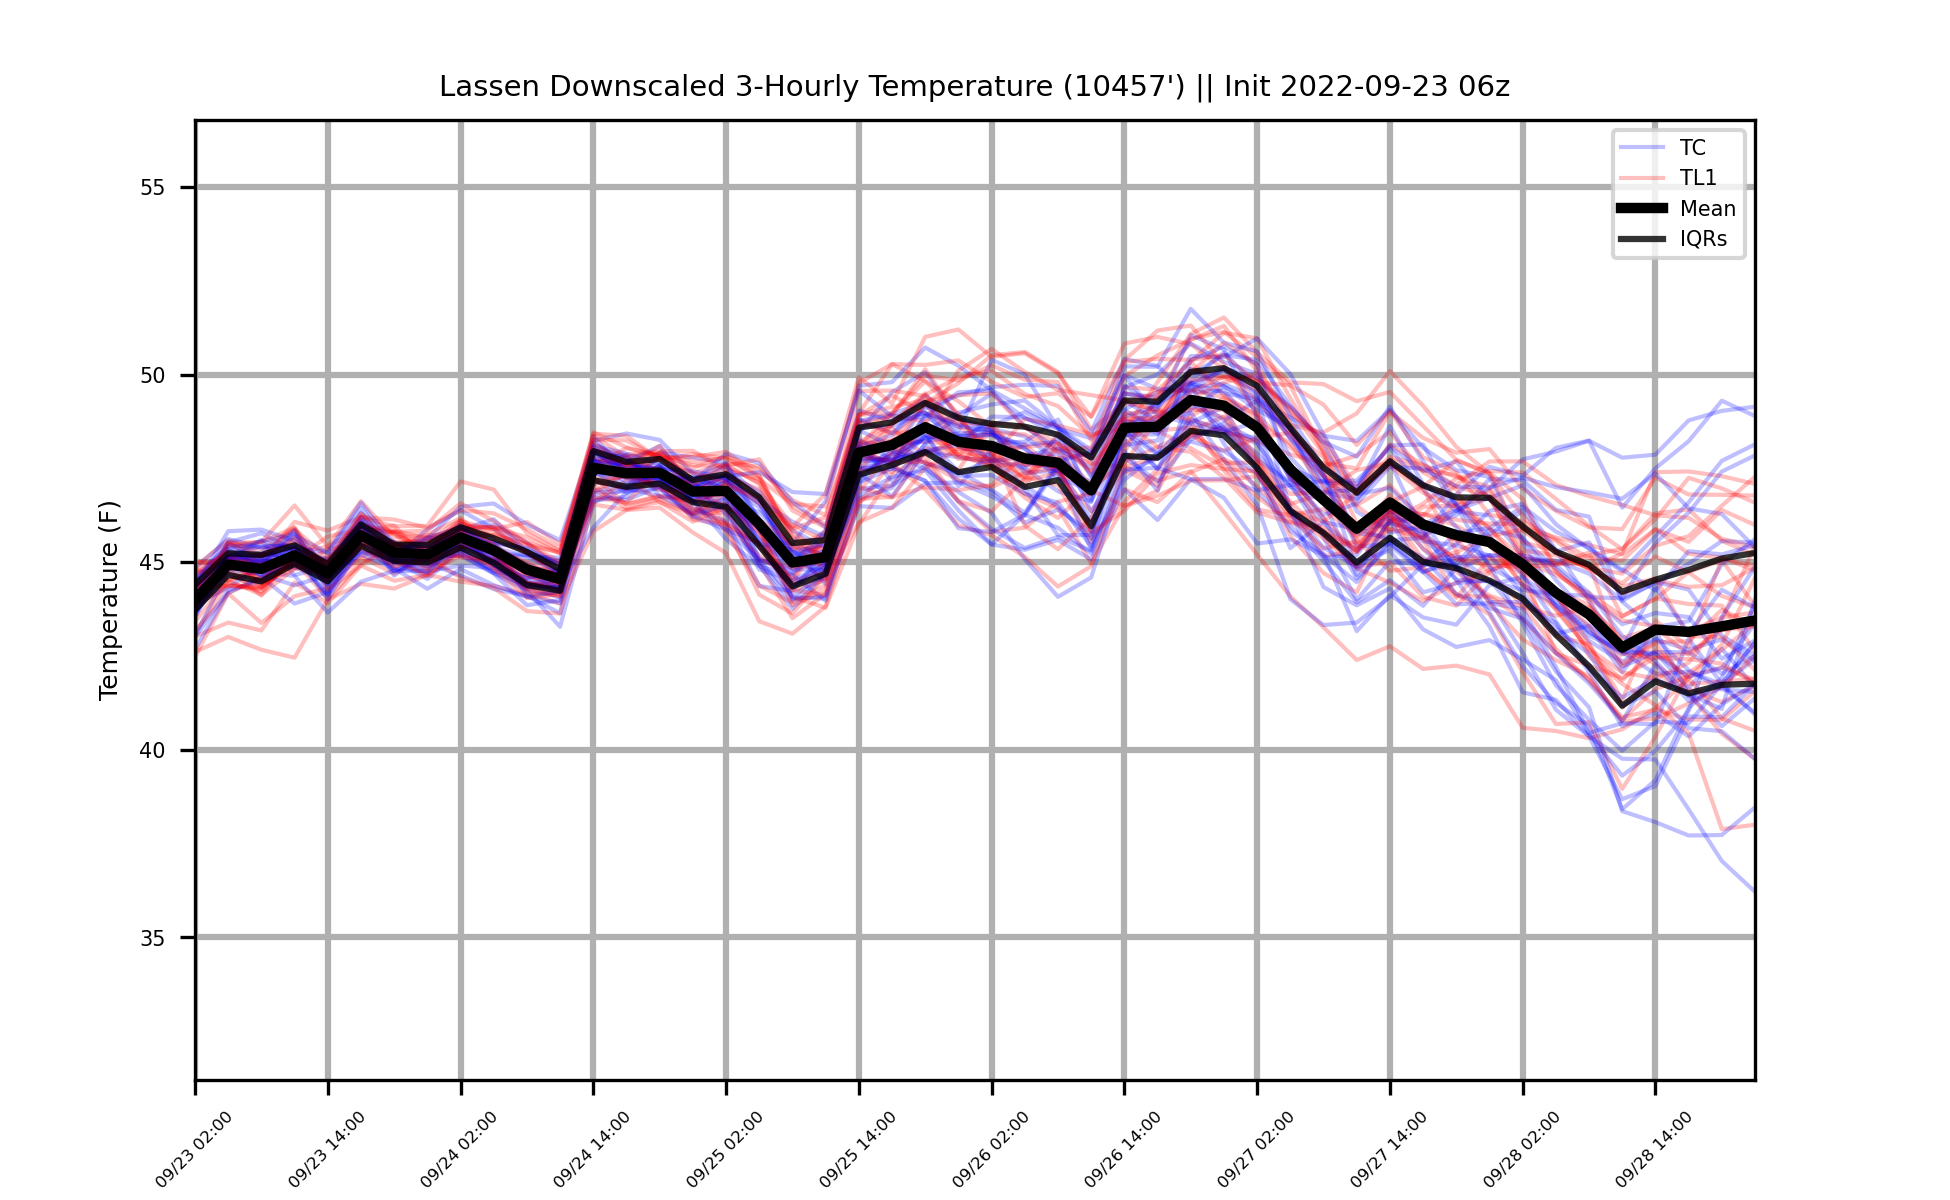 Lassen Downscaled 3-Hourly Temperature (10457') || Init 2022-09-23 06z
TC
TL1
Mean
IQRs
Temperature (F)
55
50
45
40
35
09/23 02:00
09/23 14:00
09/24 02:00
09/24 14:00
09/25 02:00
09/25 14:00
09/26 02:00
09/26 14:00
09/27 02:00
09/27 14:00
09/28 02:00
09/28 14:00